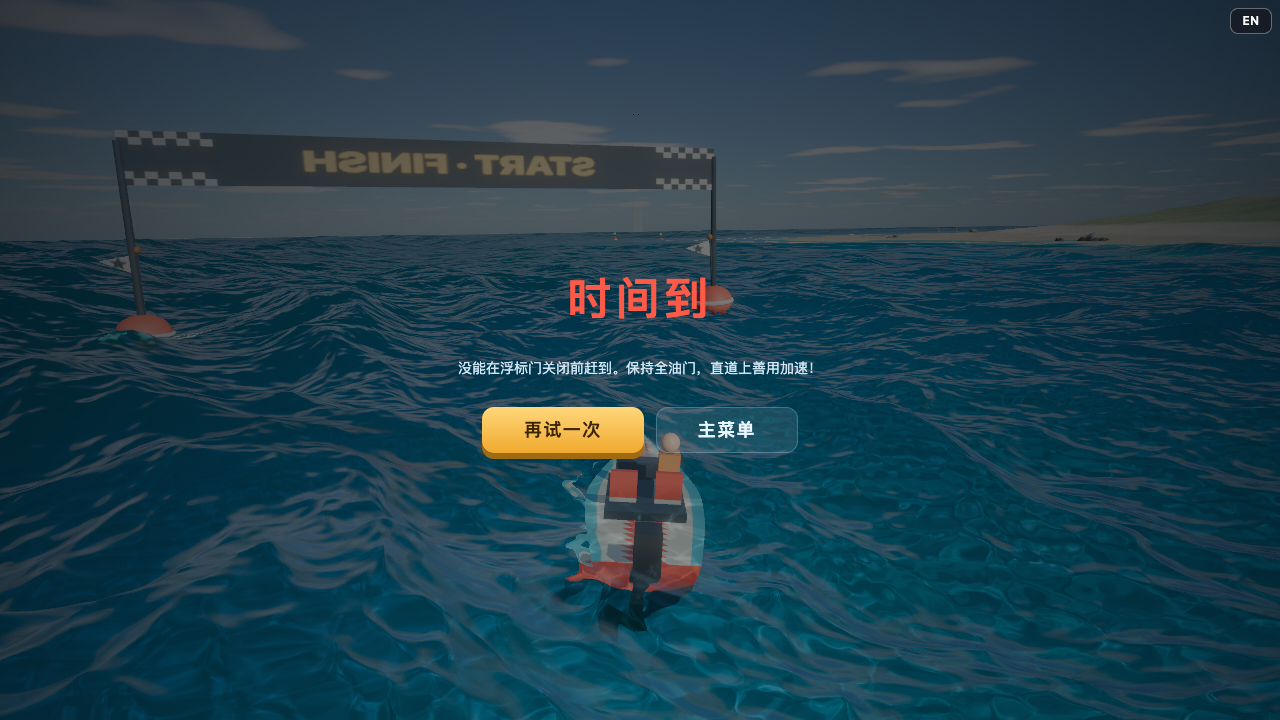 EN
START · FINISH
时间到
没能在浮标门关闭前赶到。保持全油门，直道上善用加速！
再试一次
主菜单